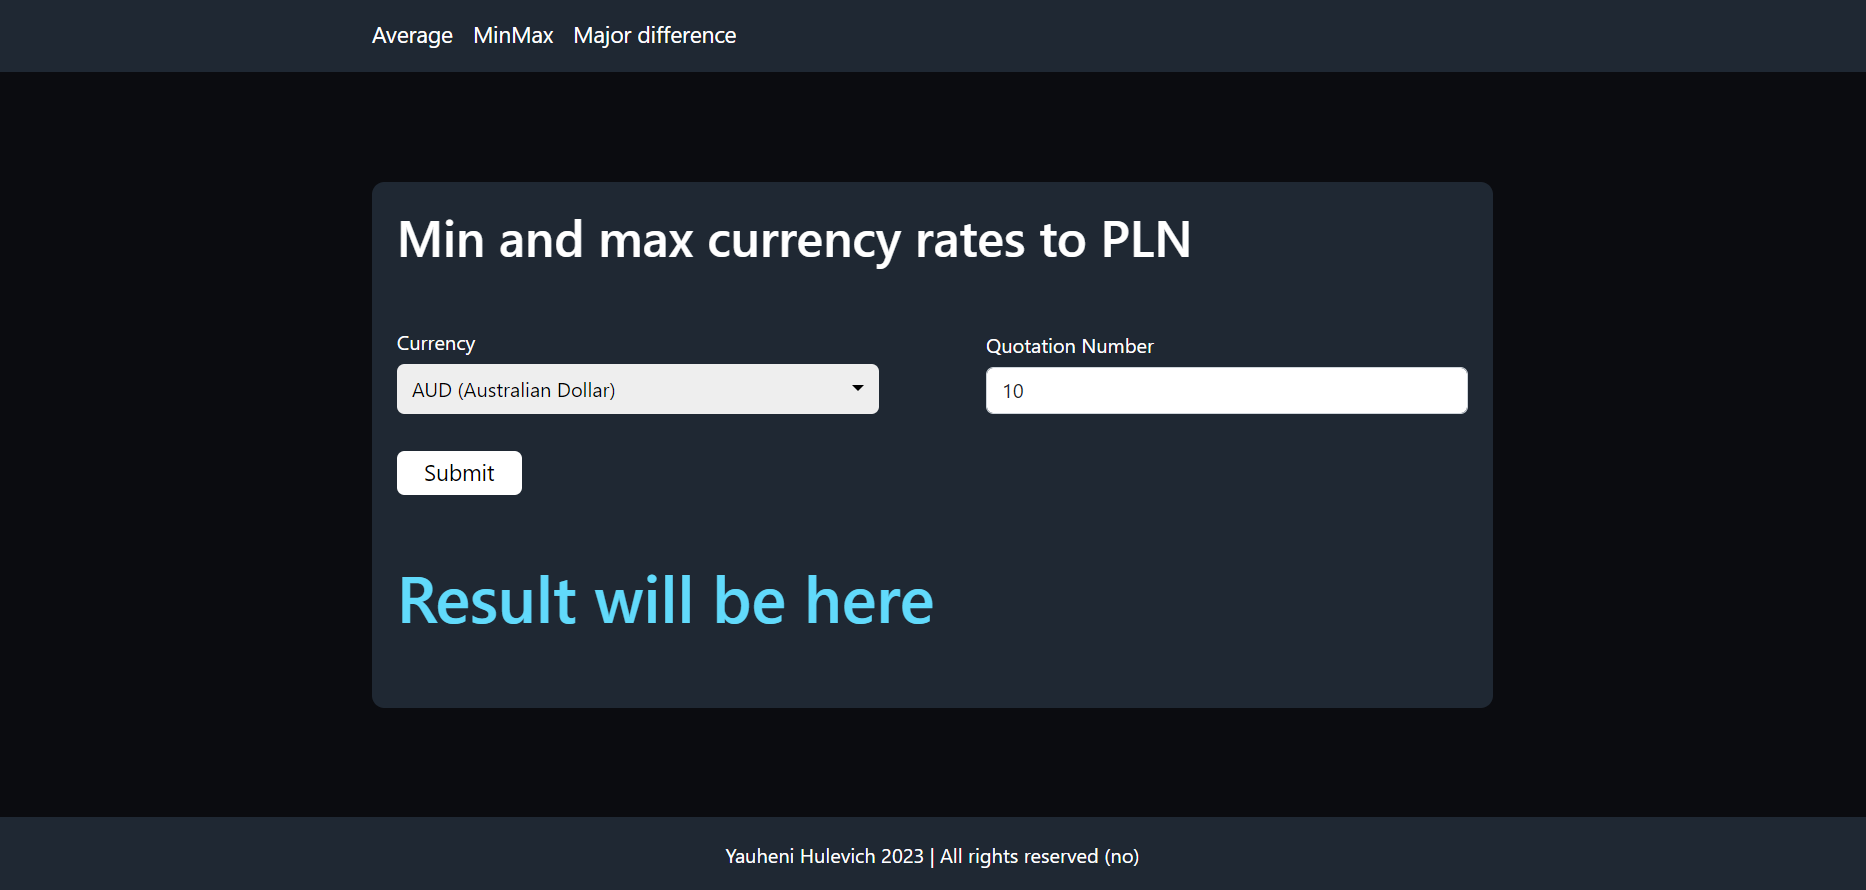 Average MinMax Major difference
Min and max currency rates to PLN
Currency
Quotation Number
AUD (Australian Dollar)
10
Submit
Result will be here
Yauheni Hulevich 2023 | All rights reserved (no)